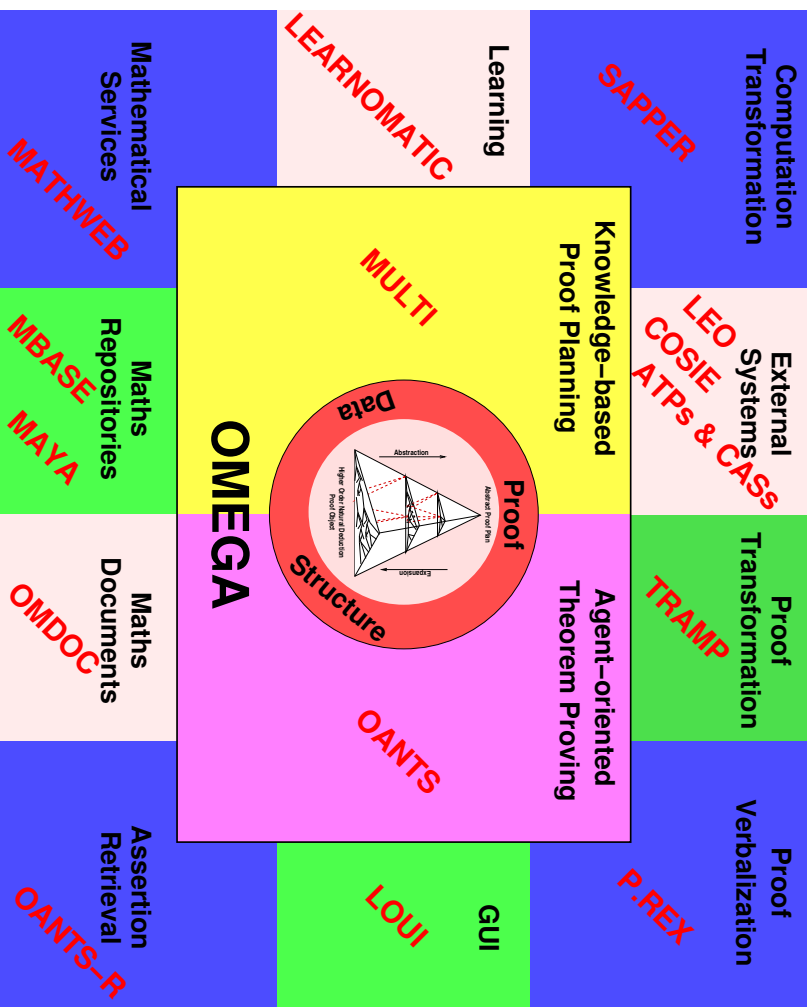 Computation
Transformation
SAPPER
External
Systems
LEO
COSIE
ATPs & CASs
Proof
Transformation
TRAMP
Proof
Verbalization
P.REX
Learning
LEARNOMATIC
Knowledge-based
Proof Planning
MULTI
Agent-oriented
Theorem Proving
OANTS
GUI
LOUI
Proof
Data
Structure
Abstract Proof Plan
Abstraction
Expansion
Higher Order Natural Deduction
Proof Object
OMEGA
Mathematical
Services
MATHWEB
Maths
Repositories
MBASE
MAYA
Maths
Documents
OMDOC
Assertion
Retrieval
OANTS-R